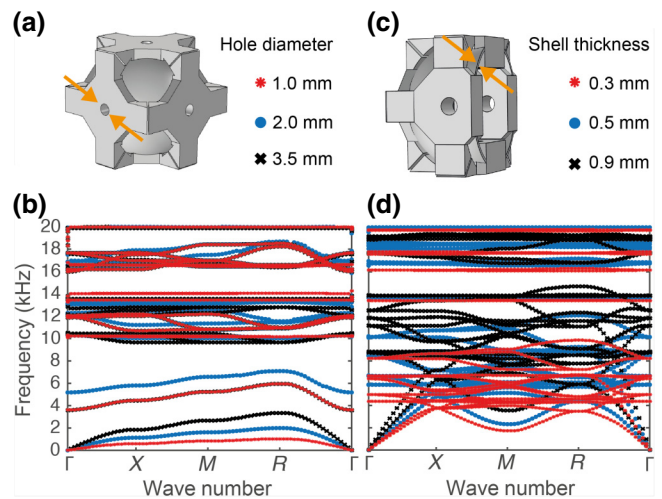 (a)
Hole diameter
1.0 mm
2.0 mm
3.5 mm
(c)
Shell thickness
0.3 mm
0.5 mm
0.9 mm
(b)
(d)
Frequency (kHz)
20
18
16
14
12
10
8
6
4
2
0
Γ X M R Γ
Wave number
Γ X M R Γ
Wave number